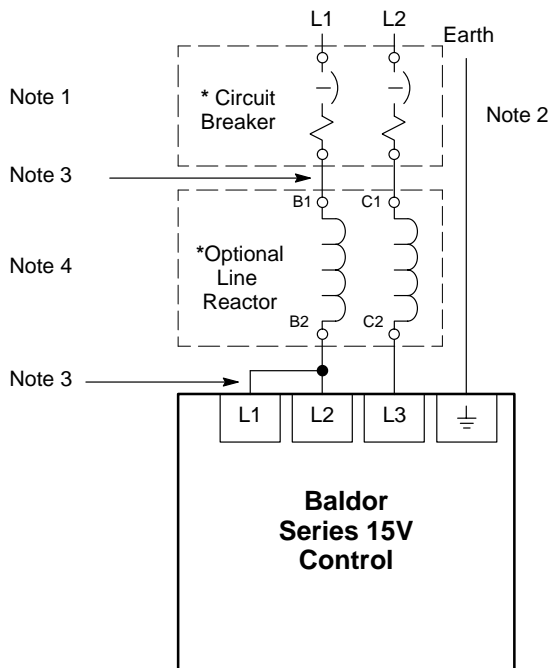 L1 L2
Earth
Note 1
* Circuit
Breaker
Note 2
Note 3
B1 C1
Note 4
*Optional
Line
Reactor
B2 C2
Note 3
L1 L2 L3
Baldor
Series 15V
Control